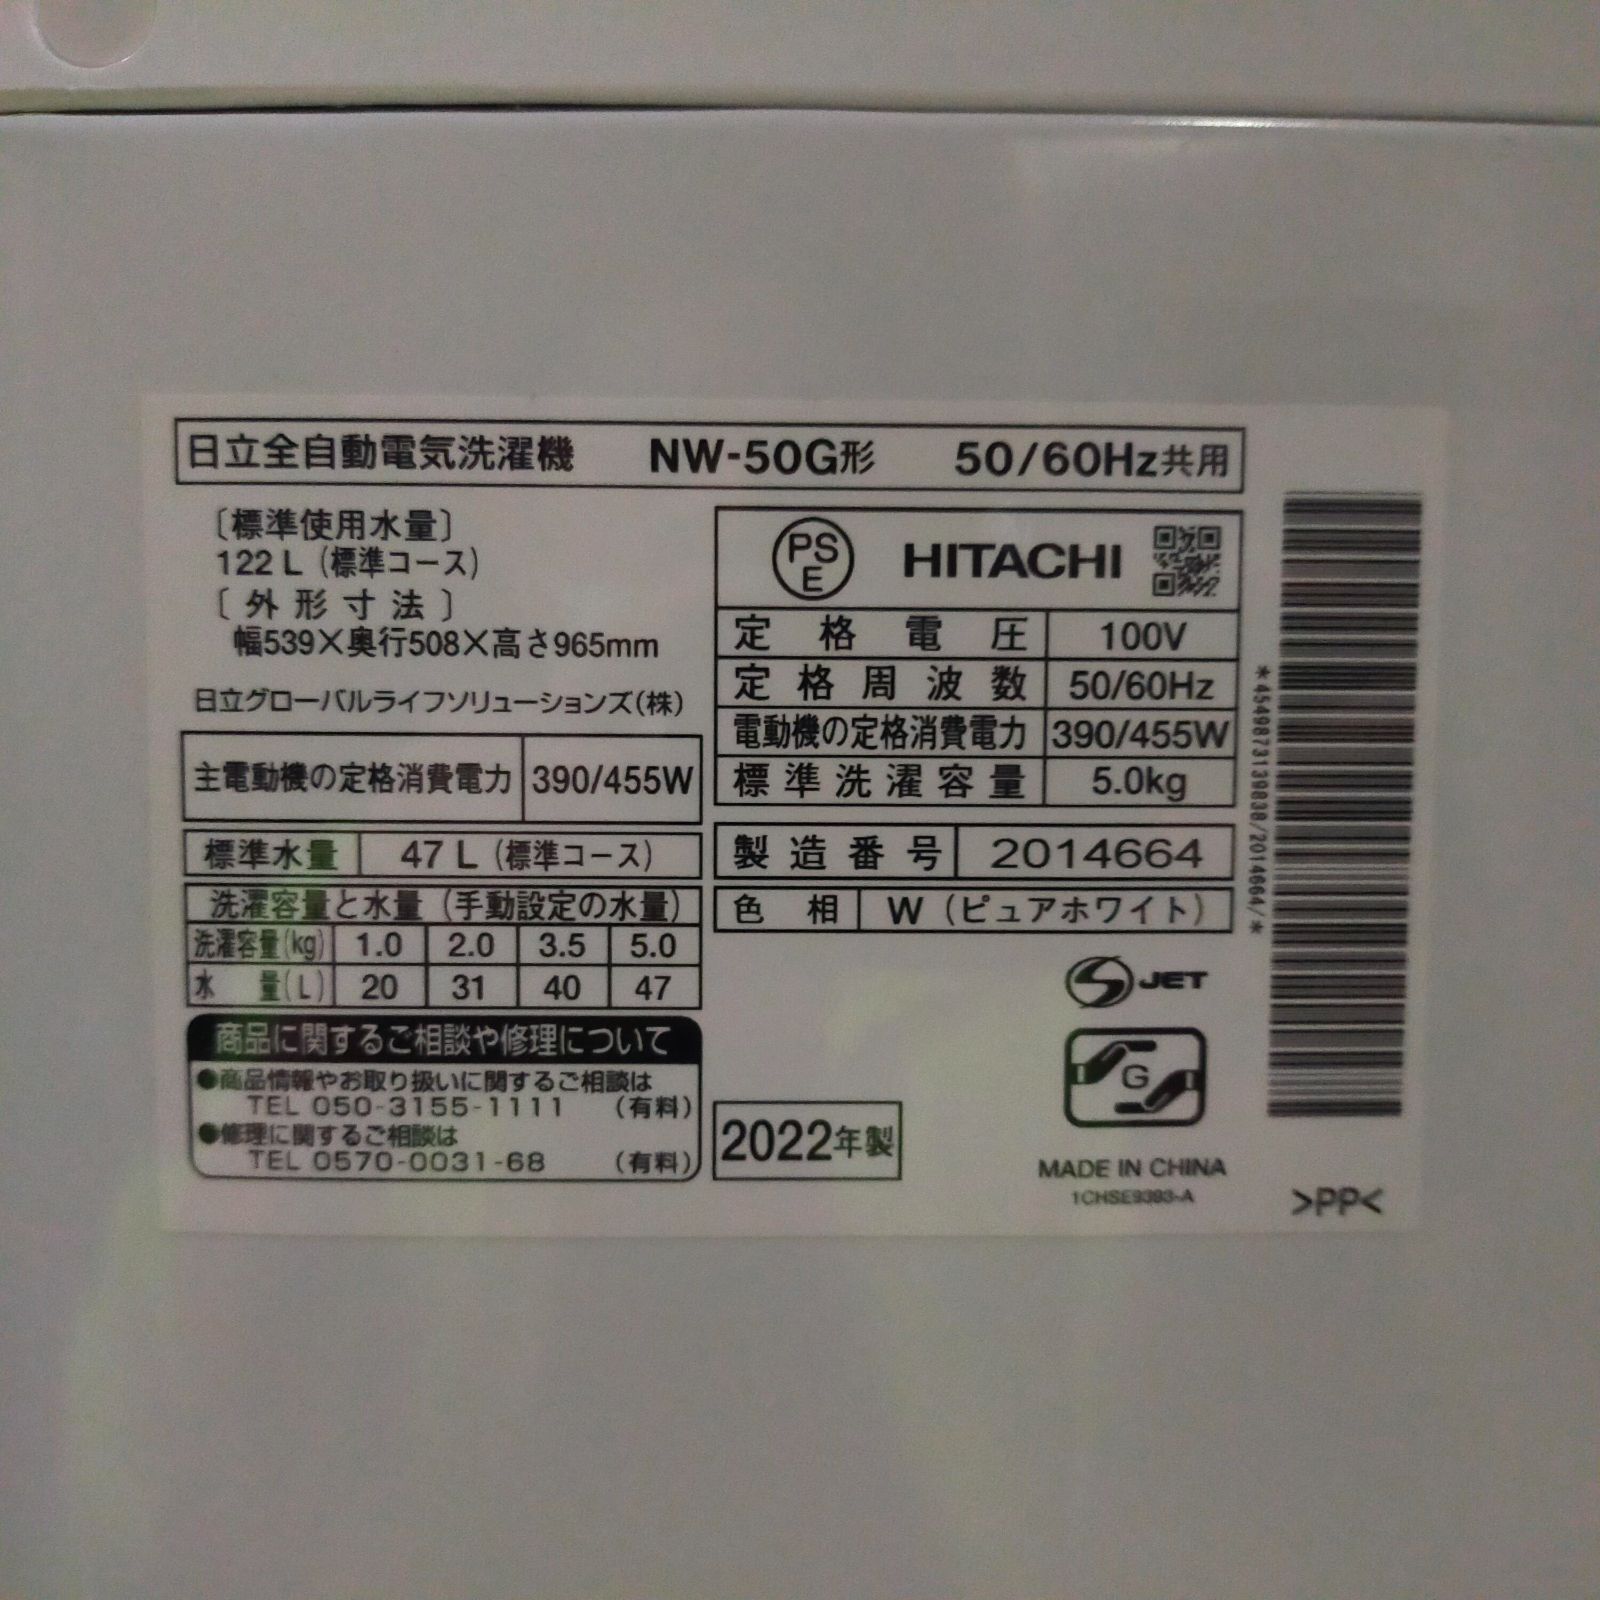 日立全自動電気洗濯機 NW-50G形 50/60Hz共用
〔標準使用水量〕
122 L (標準コース)
〔外形寸法〕
幅539×奥行508×高さ965mm
日立グローバルライフソリューションズ(株)
主電動機の定格消費電力 390/455W
標準水量 47 L (標準コース)
洗濯容量と水量 (手動設定の水量)
洗濯容量(kg) 1.0 2.0 3.5 5.0
水量(L) 20 31 40 47
商品に関するご相談や修理について
●商品情報やお取り扱いに関するご相談は
TEL 050-3155-1111 (有料)
●修理に関するご相談は
TEL 0570-0031-68 (有料)
PS
E
HITACHI
定格電圧 100V
定格周波数 50/60Hz
電動機の定格消費電力 390/455W
標準洗濯容量 5.0kg
製造番号 2014664
色相 W (ピュアホワイト)
S JET
G
2022年製
MADE IN CHINA
1CHSE9393-A
*4549873139838/2014664/*
>PP<